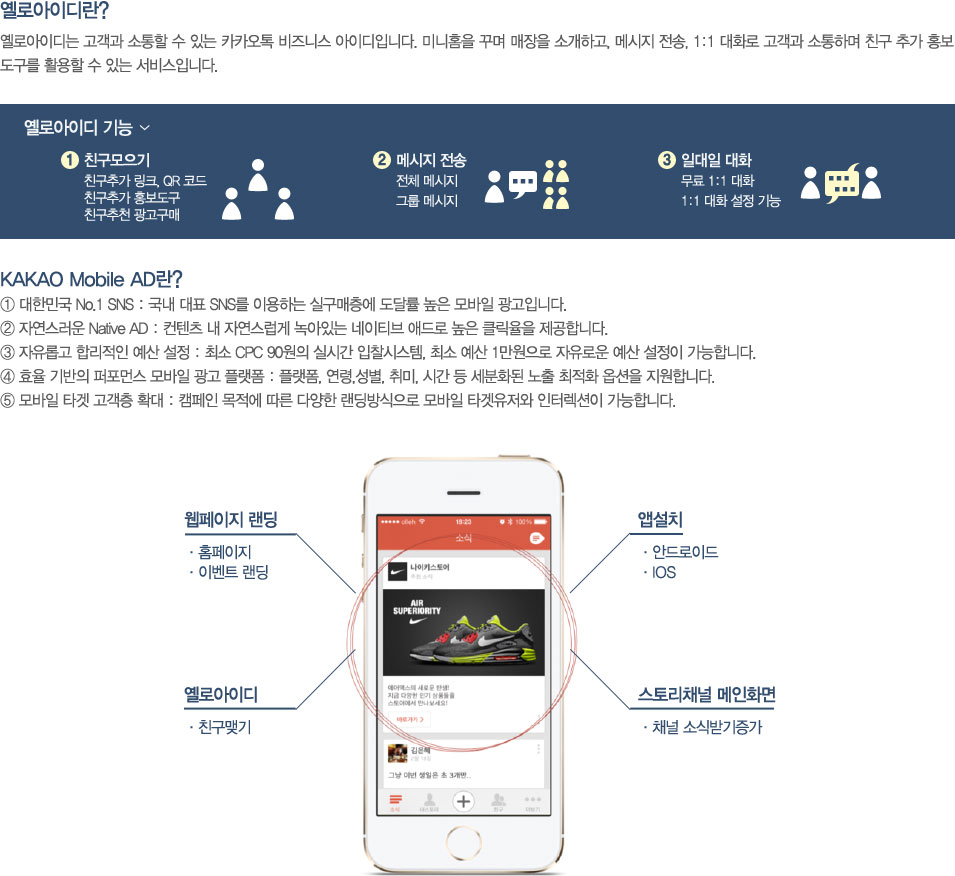 옐로아이디란?
옐로아이디는 고객과 소통할 수 있는 카카오톡 비즈니스 아이디입니다. 미니홈을 꾸며 매장을 소개하고, 메시지 전송, 1:1 대화로 고객과 소통하며 친구 추가 홍보
도구를 활용할 수 있는 서비스입니다.
옐로아이디 기능
1 친구모으기
친구추가 링크, QR 코드
친구추가 홍보도구
친구추천 광고구매
2 메시지 전송
전체 메시지
그룹 메시지
3 일대일 대화
무료 1:1 대화
1:1 대화 설정 기능
KAKAO Mobile AD란?
① 대한민국 No.1 SNS : 국내 대표 SNS를 이용하는 실구매층에 도달률 높은 모바일 광고입니다.
② 자연스러운 Native AD : 컨텐츠 내 자연스럽게 녹아있는 네이티브 애드로 높은 클릭율을 제공합니다.
③ 자유롭고 합리적인 예산 설정 : 최소 CPC 90원의 실시간 입찰시스템, 최소 예산 1만원으로 자유로운 예산 설정이 가능합니다.
④ 효율 기반의 퍼포먼스 모바일 광고 플랫폼 : 플랫폼, 연령,성별, 취미, 시간 등 세분화된 노출 최적화 옵션을 지원합니다.
⑤ 모바일 타겟 고객층 확대 : 캠페인 목적에 따른 다양한 랜딩방식으로 모바일 타겟유저와 인터렉션이 가능합니다.
웹페이지 랜딩
· 홈페이지
· 이벤트 랜딩
옐로아이디
· 친구맺기
olleh 18:23 100%
소식
나이키스토어
추천 소식
AIR
SUPERIORITY
에어맥스의 새로운 탄생!
지금 다양한 인기 상품들을
스토어에서 만나보세요!
바로가기 >
김은혜
그냥 이번 생일은 초 3개만..
소식 친구 더보기
앱설치
· 안드로이드
· IOS
스토리채널 메인화면
· 채널 소식받기증가